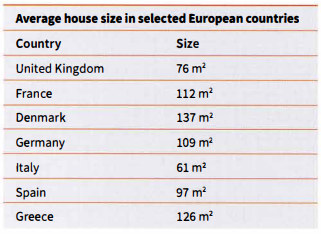 Average house size in selected European countries
Country Size
United Kingdom 76 m²
France 112 m²
Denmark 137 m²
Germany 109 m²
Italy 61 m²
Spain 97 m²
Greece 126 m²